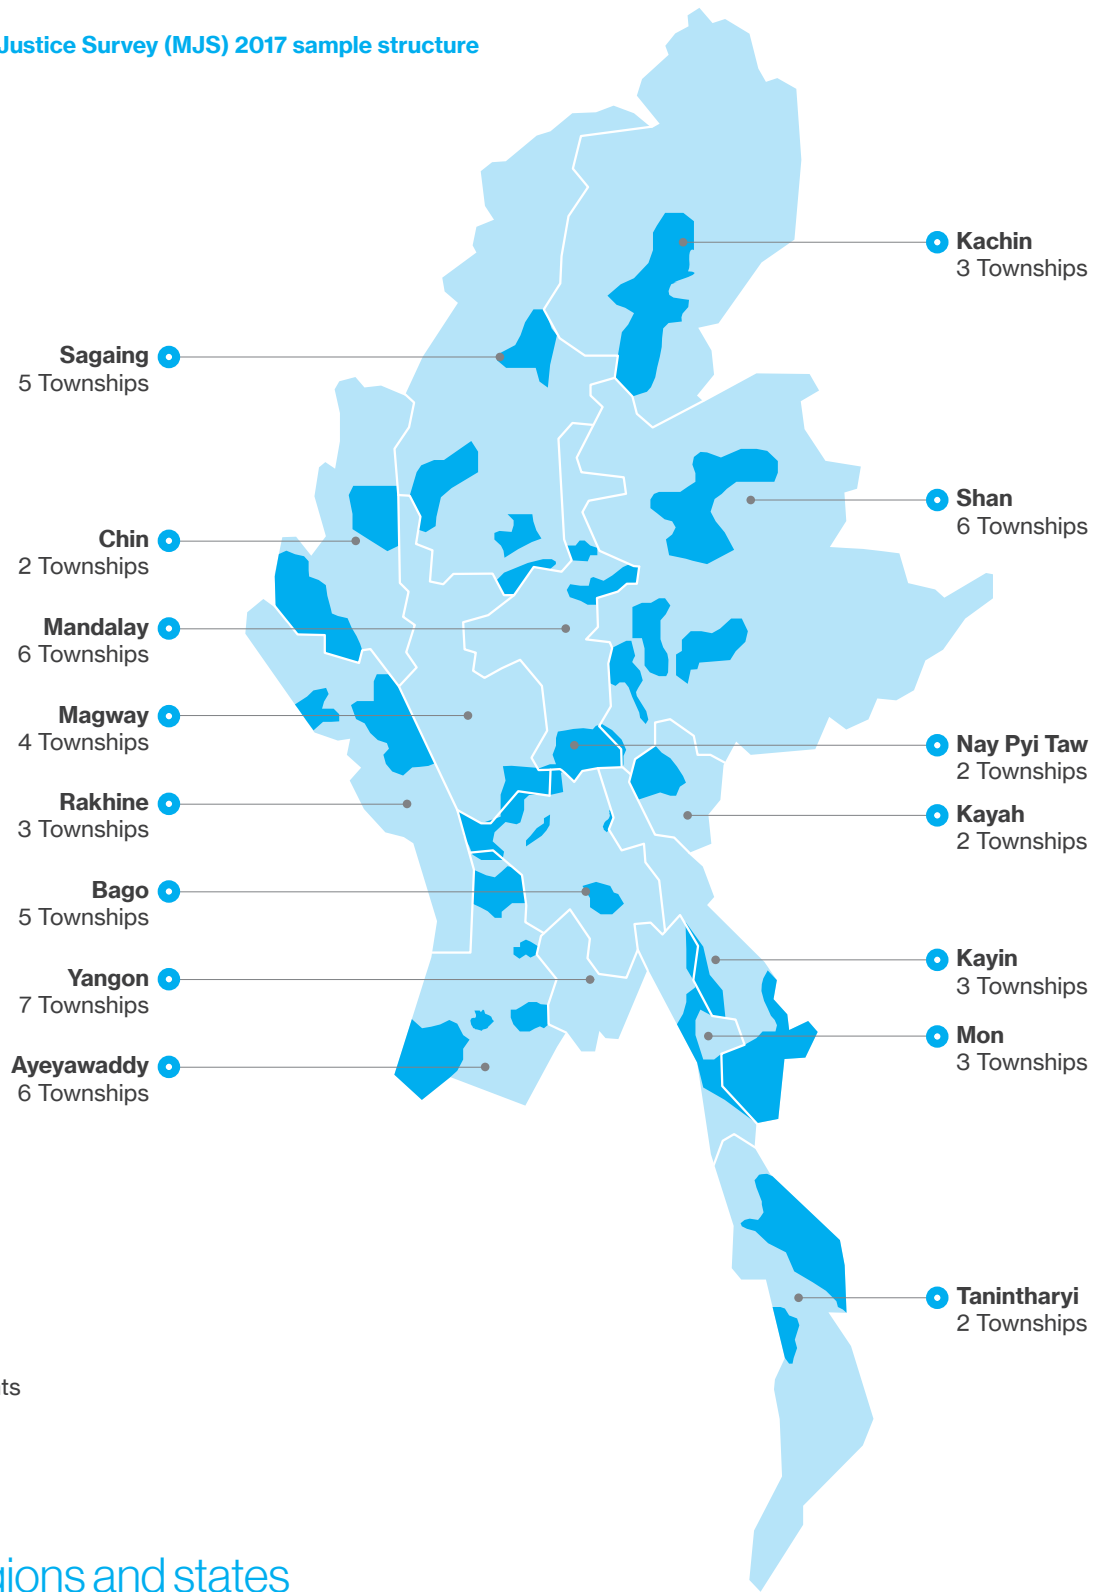 Justice Survey (MJS) 2017 sample structure
Kachin
3 Townships
Sagaing
5 Townships
Shan
6 Townships
Chin
2 Townships
Mandalay
6 Townships
Magway
4 Townships
Nay Pyi Taw
2 Townships
Rakhine
3 Townships
Kayah
2 Townships
Bago
5 Townships
Kayin
3 Townships
Yangon
7 Townships
Mon
3 Townships
Ayeyawaddy
6 Townships
Tanintharyi
2 Townships
and states